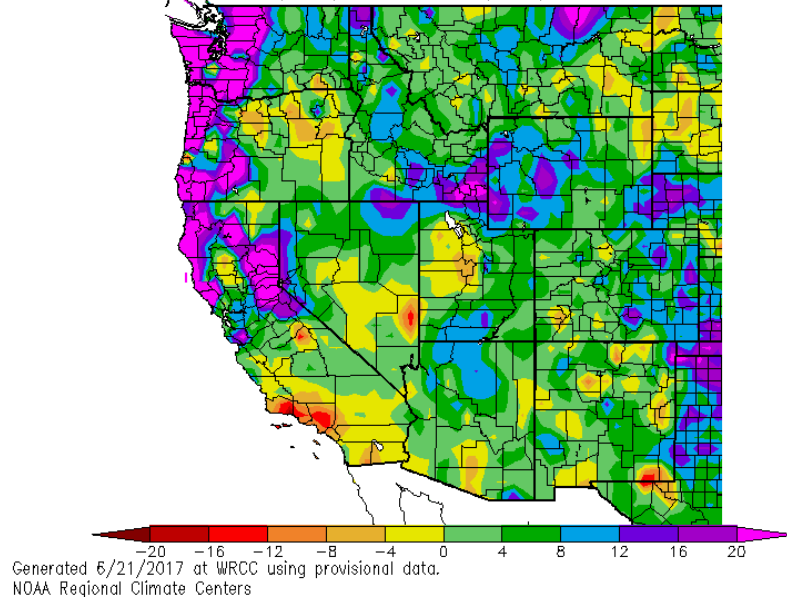 -20 -16 -12 -8 -4 0 4 8 12 16 20
Generated 6/21/2017 at WRCC using provisional data.
NOAA Regional Climate Centers